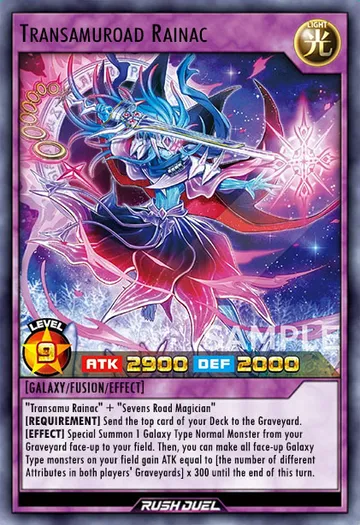 TRANSAMUROAD RAINAC
LIGHT
光
SAMPLE
LEVEL
9
ATK 2900 DEF 2000
[GALAXY/FUSION/EFFECT]
"Transamu Rainac" + "Sevens Road Magician"
[REQUIREMENT] Send the top card of your Deck to the Graveyard.
[EFFECT] Special Summon 1 Galaxy Type Normal Monster from
your Graveyard face-up to your field. Then, you can make all face-up Galaxy
Type monsters on your field gain ATK equal to [the number of different
Attributes in both players' Graveyards] x 300 until the end of this turn.
RUSH DUEL